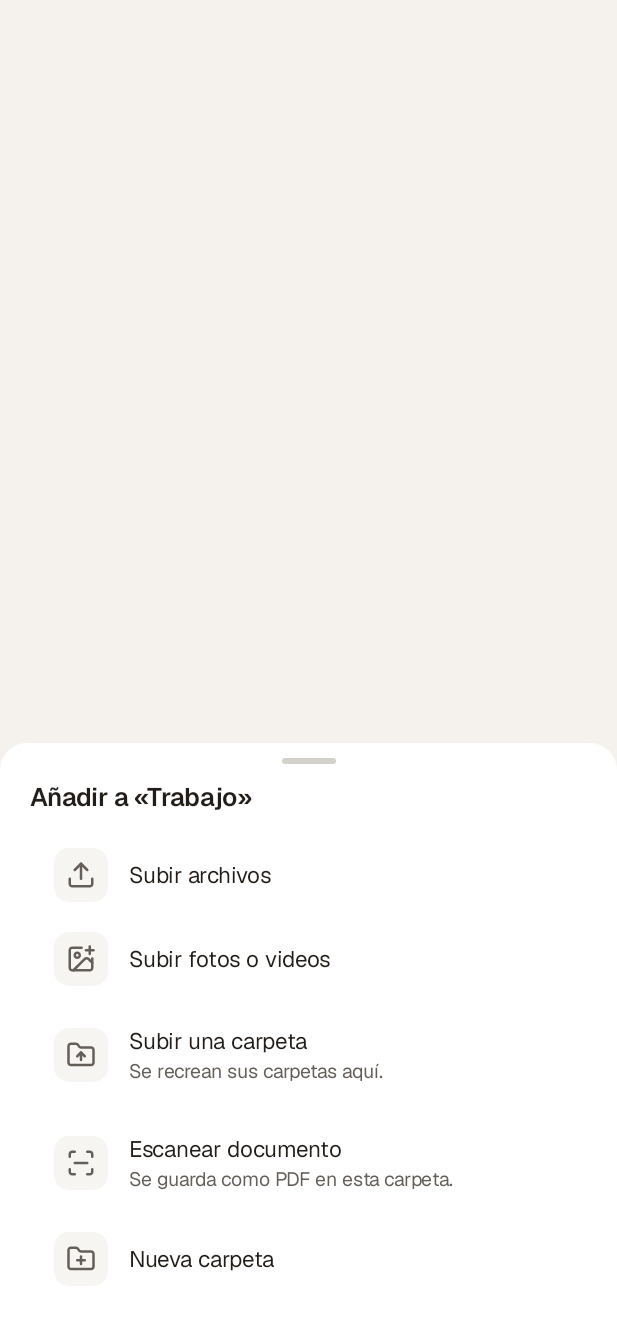 Añadir a «Trabajo»
Subir archivos
Subir fotos o videos
Subir una carpeta
Se recrean sus carpetas aquí.
Escanear documento
Se guarda como PDF en esta carpeta.
Nueva carpeta